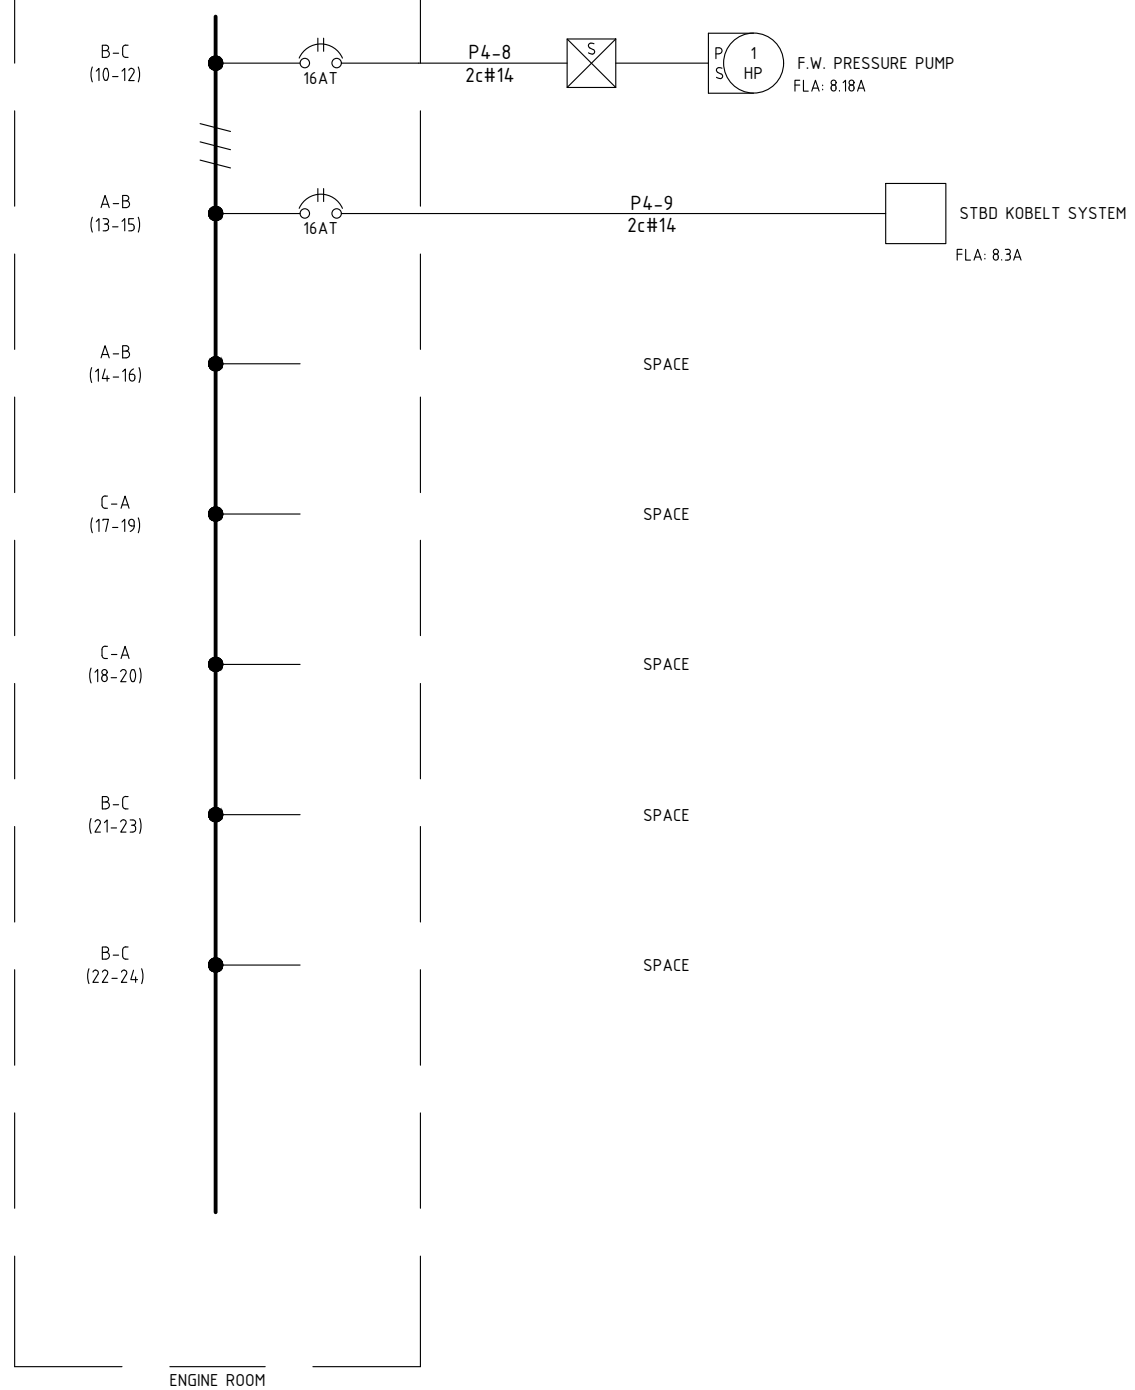 B-C
(10-12)
16AT
P4-8
2c#14
S
P
S
1
HP
F.W. PRESSURE PUMP
FLA: 8.18A
A-B
(13-15)
16AT
P4-9
2c#14
STBD KOBELT SYSTEM
FLA: 8.3A
A-B
(14-16)
SPACE
C-A
(17-19)
SPACE
C-A
(18-20)
SPACE
B-C
(21-23)
SPACE
B-C
(22-24)
SPACE
ENGINE ROOM